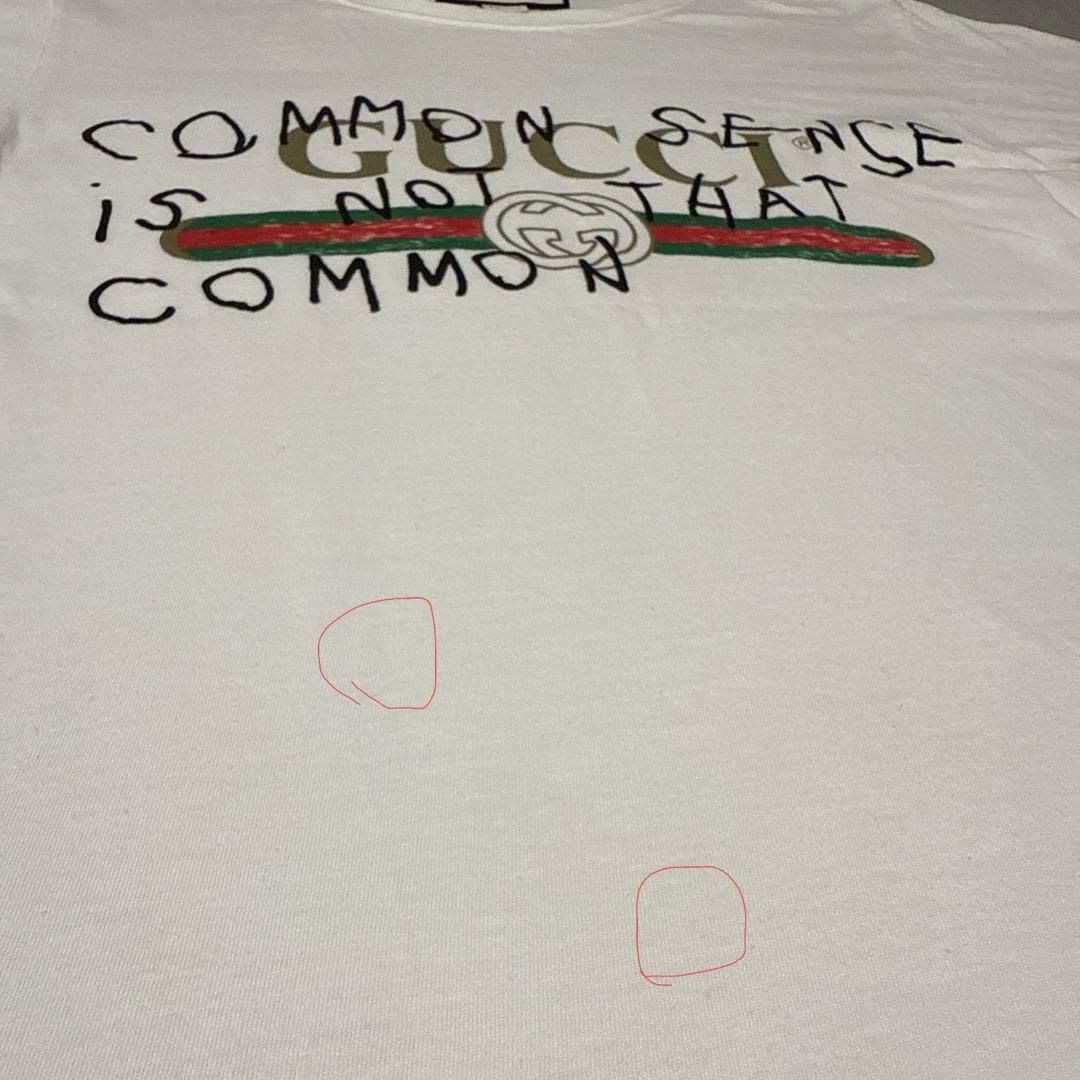 COMMON SENSE
GUCCI ®
iS NOT THAT
COMMON